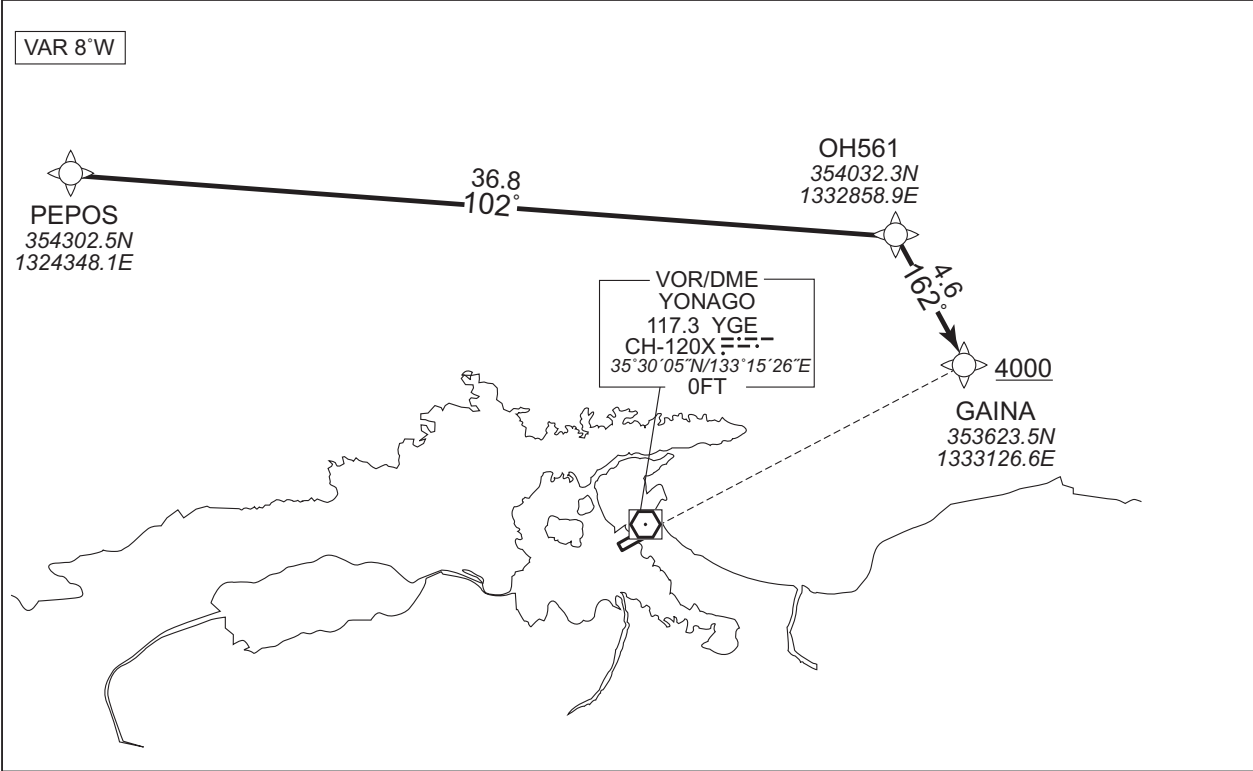 VAR 8°W
PEPOS
354302.5N
1324348.1E
36.8
102°
OH561
354032.3N
1332858.9E
4.6
162°
VOR/DME
YONAGO
117.3 YGE
CH-120X
35°30´05˝N/133°15´26˝E
0FT
4000
GAINA
353623.5N
1333126.6E